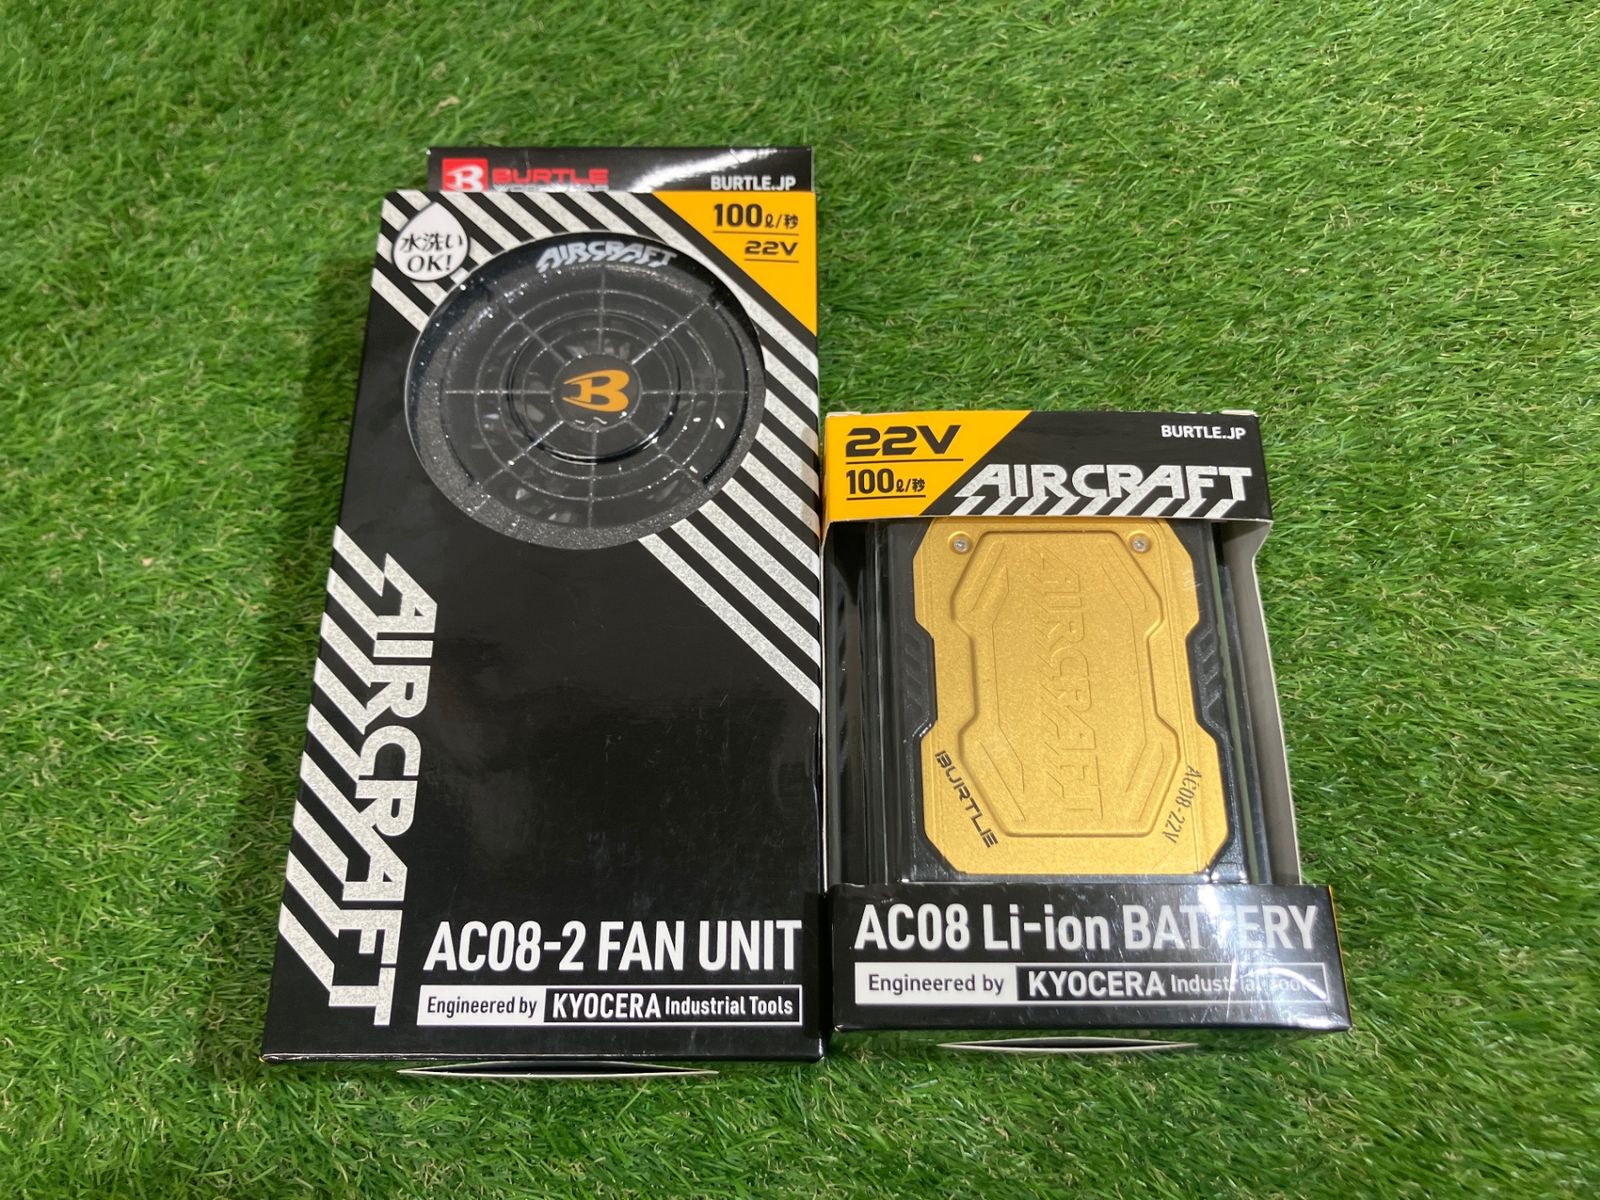 BURTLE
WORKWEAR
BURTLE.JP
100ℓ/秒
22V
水洗い
OK!
AIRCRAFT
B
AIRCRAFT
AC08-2 FAN UNIT
Engineered by KYOCERA Industrial Tools
22V
100ℓ/秒
BURTLE.JP
AIRCRAFT
AIRCRAFT
BURTLE
AC08-22V
AC08 Li-ion BATTERY
Engineered by KYOCERA Industrial Tools